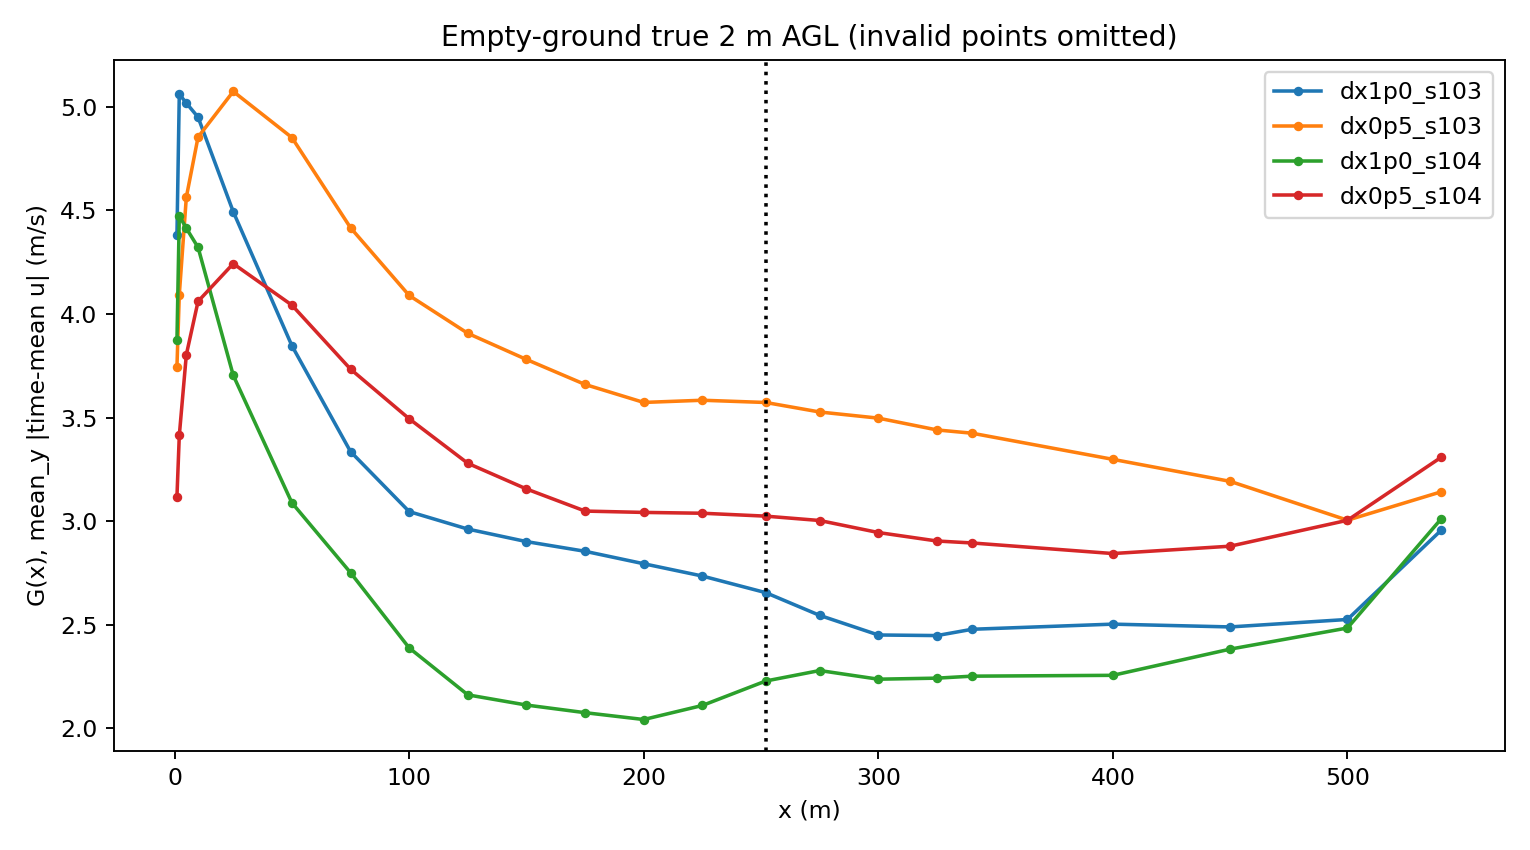 Empty-ground true 2 m AGL (invalid points omitted)
G(x), mean_y |time-mean u| (m/s)
5.0
4.5
4.0
3.5
3.0
2.5
2.0
dx1p0_s103
dx0p5_s103
dx1p0_s104
dx0p5_s104
0 100 200 300 400 500
x (m)